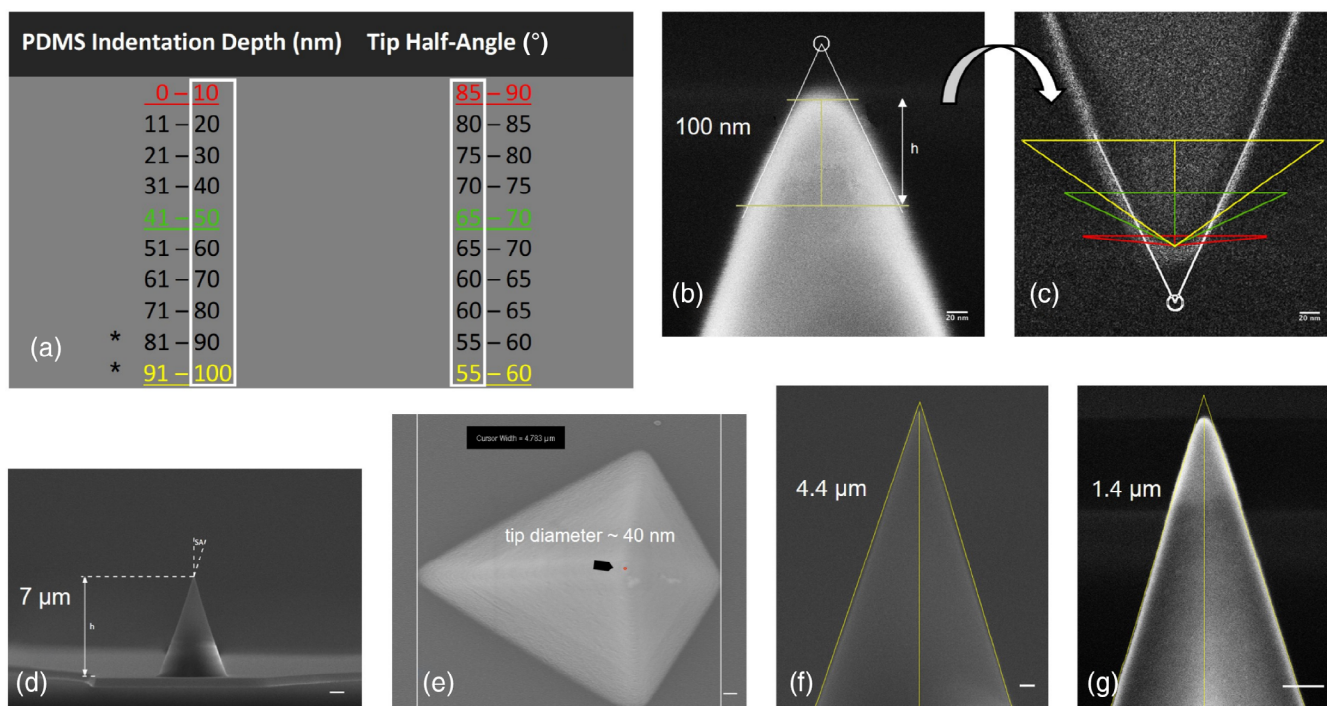 PDMS Indentation Depth (nm) Tip Half-Angle (°)
0 – 10 85 – 90
11 – 20 80 – 85
21 – 30 75 – 80
31 – 40 70 – 75
41 – 50 65 – 70
51 – 60 65 – 70
61 – 70 60 – 65
71 – 80 60 – 65
* 81 – 90 55 – 60
* 91 – 100 55 – 60
(a)
100 nm
h
(b)
20 nm
(c)
20 nm
SA
7 µm
h
(d)
Cursor Width = 4.783 µm
tip diameter ~ 40 nm
(e)
4.4 µm
(f)
1.4 µm
(g)